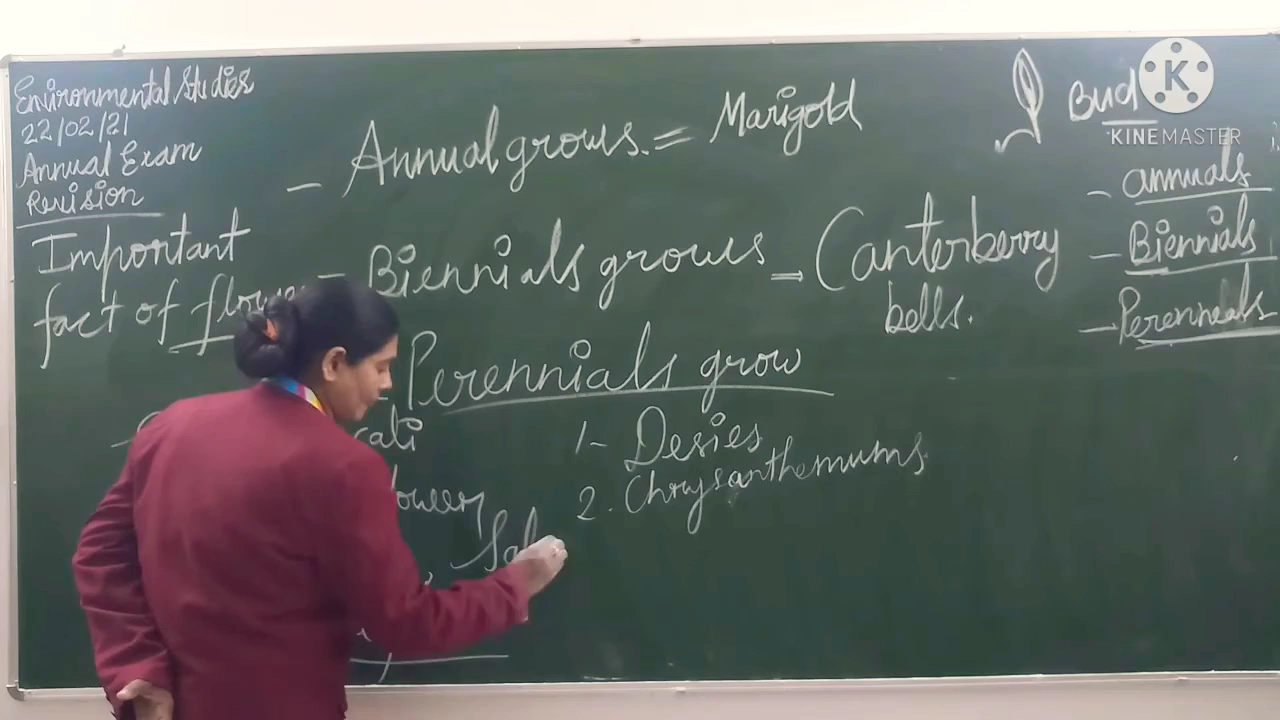 Environmental Studies
22/02/21
Annual Exam
Revision
Important
fact of
- Annual grows. = Marigold
- Biennials grows = Canterberry
bells.
Perennials grow
1- Desies
2. Chrysanthemums.
Bud
- annuals
- Biennials
- Perenneals
KINEMASTER